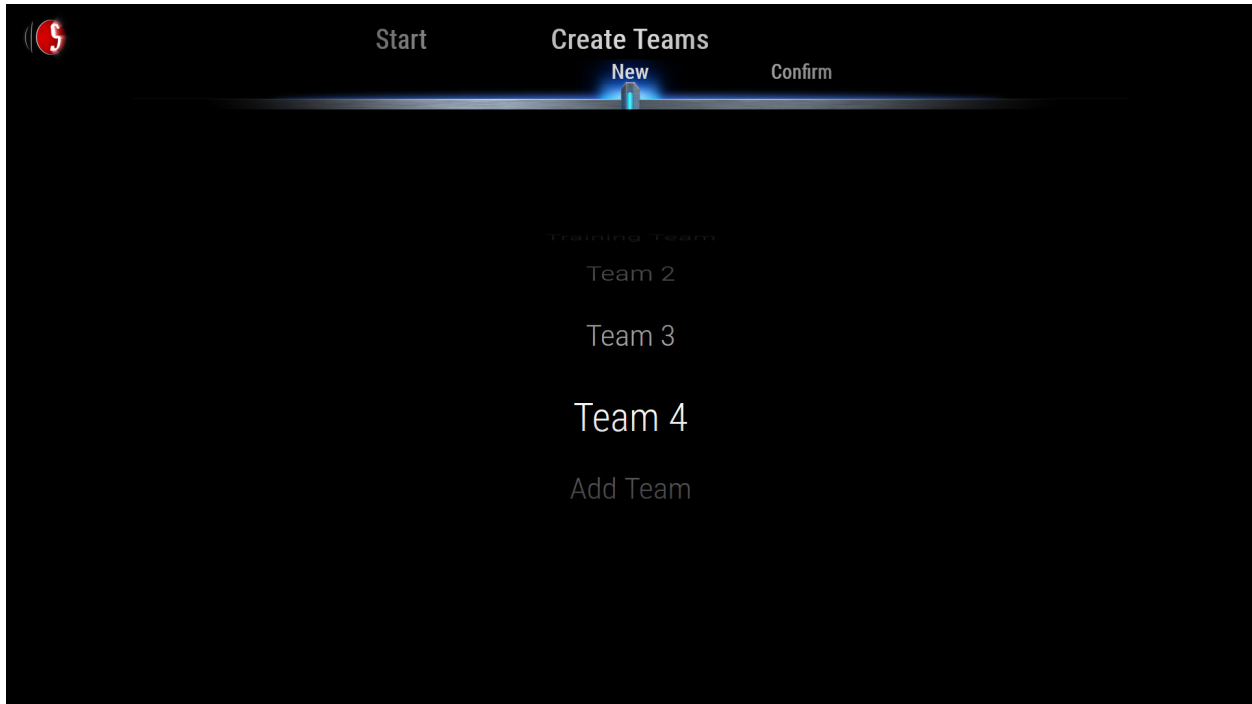 S
Start
Create Teams
New
Confirm
Training Team
Team 2
Team 3
Team 4
Add Team